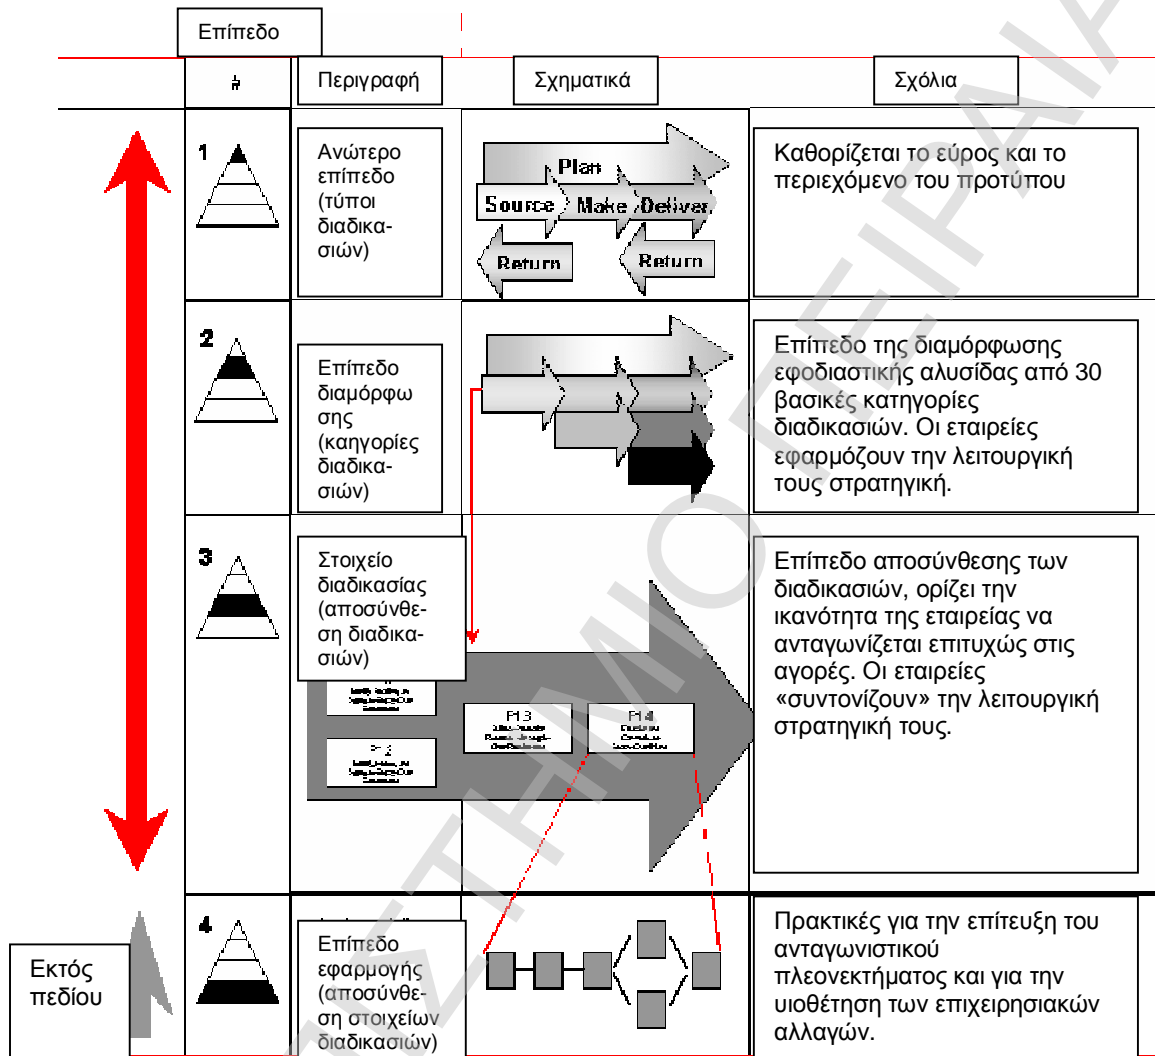 Επίπεδο
#
Περιγραφή
Σχηματικά
Σχόλια
1
Ανώτερο
επίπεδο
(τύποι
διαδικα-
σιών)
Plan
Source
Make
Deliver
Return
Return
Καθορίζεται το εύρος και το
περιεχόμενο του προτύπου
2
Επίπεδο
διαμόρφω
σης
(καηγορίες
διαδικα-
σιών)
Επίπεδο της διαμόρφωσης
εφοδιαστικής αλυσίδας από 30
βασικές κατηγορίες
διαδικασιών. Οι εταιρείες
εφαρμόζουν την λειτουργική
τους στρατηγική.
3
Στοιχείο
διαδικασίας
(αποσύνθε-
ση διαδικα-
σιών)
P1.3
P1.4
Επίπεδο αποσύνθεσης των
διαδικασιών, ορίζει την
ικανότητα της εταιρείας να
ανταγωνίζεται επιτυχώς στις
αγορές. Οι εταιρείες
«συντονίζουν» την λειτουργική
στρατηγική τους.
Εκτός
πεδίου
4
Επίπεδο
εφαρμογής
(αποσύνθε-
ση στοιχείων
διαδικασιών)
Πρακτικές για την επίτευξη του
ανταγωνιστικού
πλεονεκτήματος και για την
υιοθέτηση των επιχειρησιακών
αλλαγών.